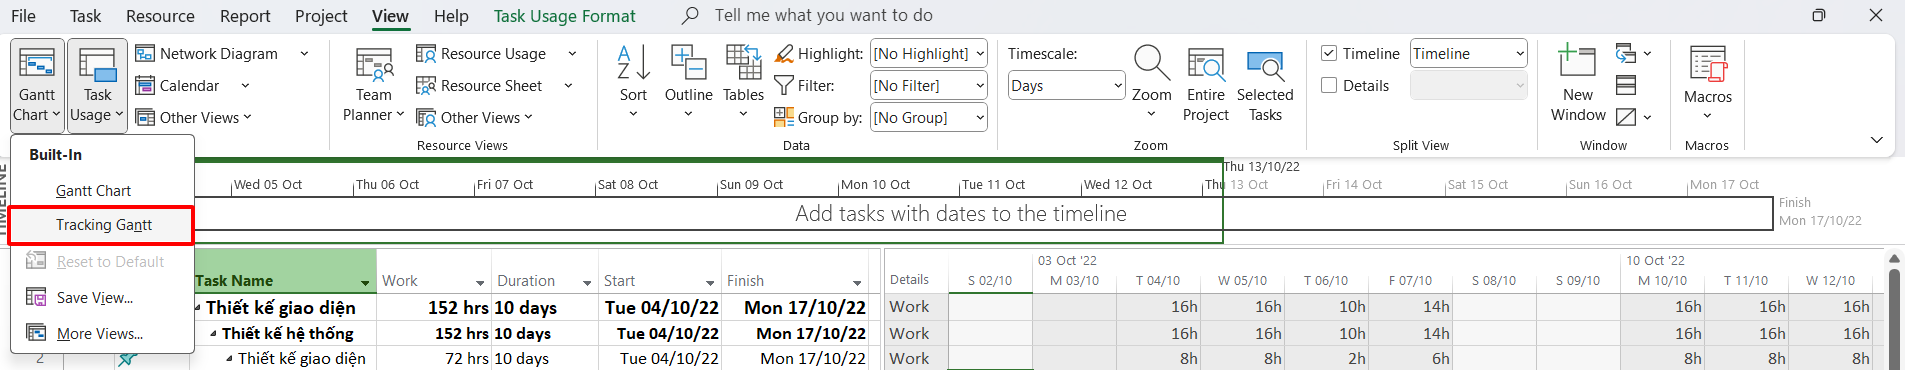 File Task Resource Report Project View Help Task Usage Format Tell me what you want to do
Gantt Chart
Task Usage
Network Diagram
Calendar
Other Views
Team Planner
Resource Usage
Resource Sheet
Other Views
Resource Views
Sort
Outline
Tables
Highlight: [No Highlight]
Filter: [No Filter]
Group by: [No Group]
Data
Timescale:
Days
Zoom
Entire Project
Selected Tasks
Zoom
Timeline Timeline
Details
Split View
New Window
Window
Macros
Macros
Built-In
Gantt Chart
Tracking Gantt
Reset to Default
Save View...
More Views...
TIMELINE
Thu 13/10/22
Wed 05 Oct Thu 06 Oct Fri 07 Oct Sat 08 Oct Sun 09 Oct Mon 10 Oct Tue 11 Oct Wed 12 Oct Thu 13 Oct Fri 14 Oct Sat 15 Oct Sun 16 Oct Mon 17 Oct
Add tasks with dates to the timeline
Finish
Mon 17/10/22
03 Oct '22 10 Oct '22
Task Name Work Duration Start Finish Details S 02/10 M 03/10 T 04/10 W 05/10 T 06/10 F 07/10 S 08/10 S 09/10 M 10/10 T 11/10 W 12/10
Thiết kế giao diện 152 hrs 10 days Tue 04/10/22 Mon 17/10/22 Work 16h 16h 10h 14h 16h 16h 16h
Thiết kế hệ thống 152 hrs 10 days Tue 04/10/22 Mon 17/10/22 Work 16h 16h 10h 14h 16h 16h 16h
2 Thiết kế giao diện 72 hrs 10 days Tue 04/10/22 Mon 17/10/22 Work 8h 8h 2h 6h 8h 8h 8h